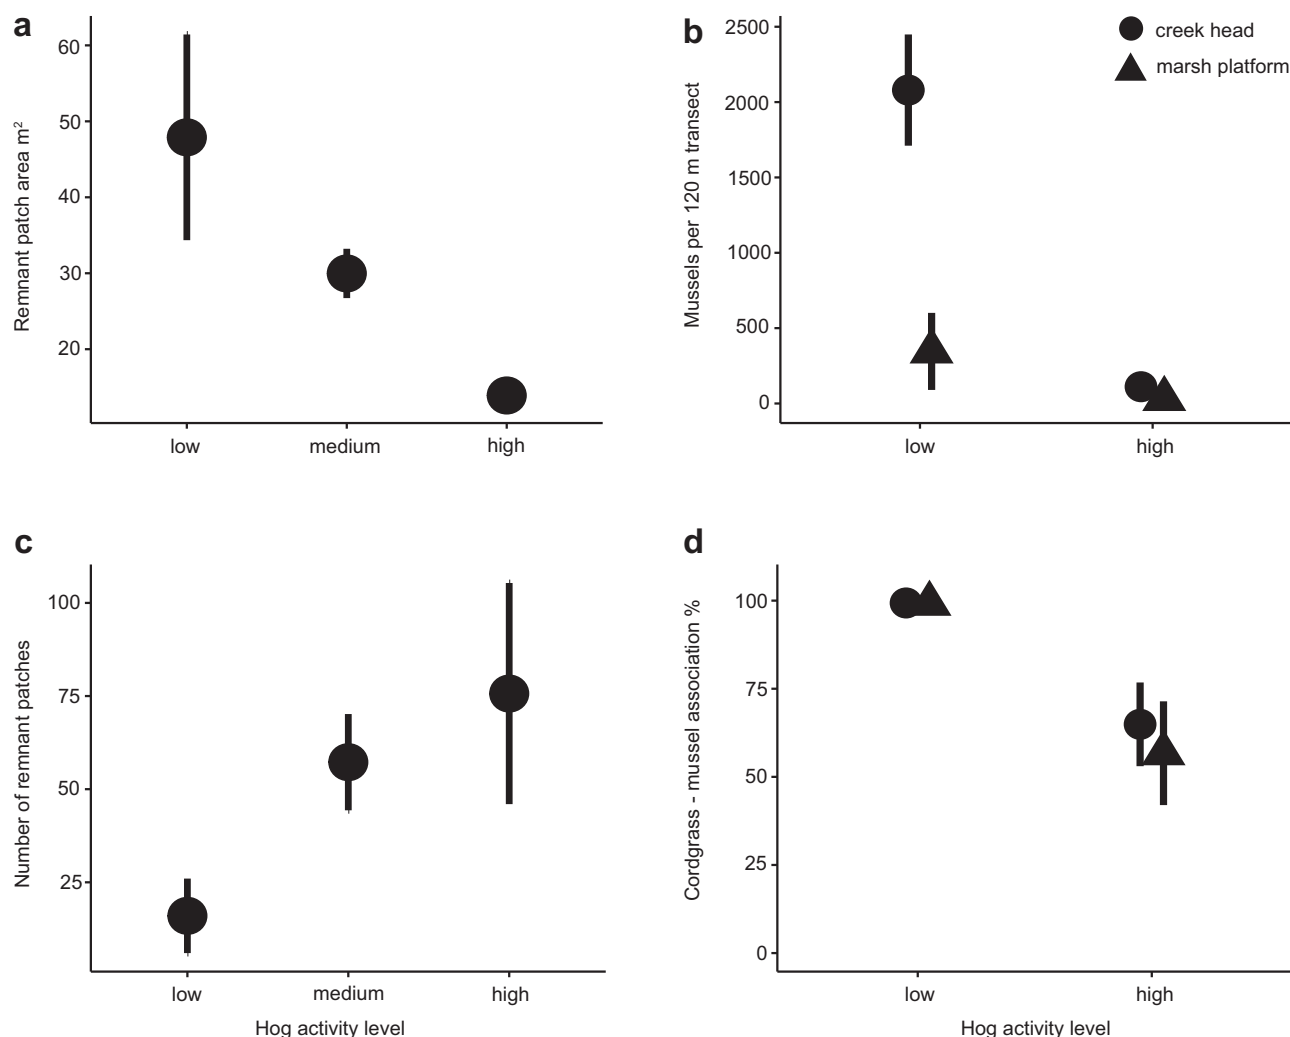 a
Remnant patch area m²
60
50
40
30
20
low medium high
b
Mussels per 120 m transect
2500
2000
1500
1000
500
0
creek head
marsh platform
low high
c
Number of remnant patches
100
75
50
25
low medium high
Hog activity level
d
Cordgrass - mussel association %
100
75
50
25
0
low high
Hog activity level